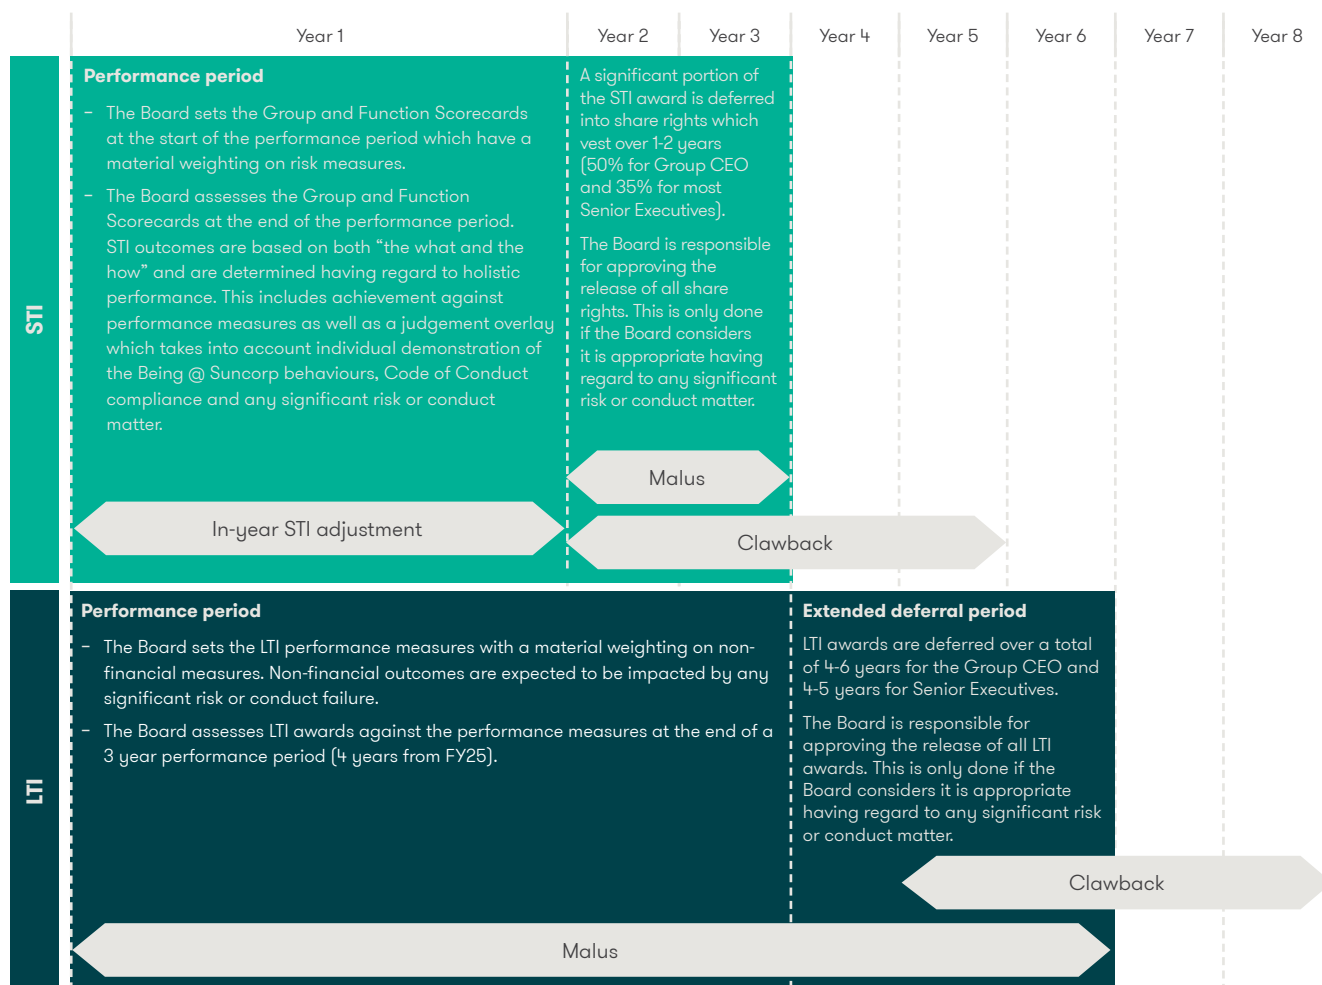 Year 1
Year 2
Year 3
Year 4
Year 5
Year 6
Year 7
Year 8
STI
Performance period
– The Board sets the Group and Function Scorecards
at the start of the performance period which have a
material weighting on risk measures.
– The Board assesses the Group and Function
Scorecards at the end of the performance period.
STI outcomes are based on both “the what and the
how” and are determined having regard to holistic
performance. This includes achievement against
performance measures as well as a judgement overlay
which takes into account individual demonstration of
the Being @ Suncorp behaviours, Code of Conduct
compliance and any significant risk or conduct
matter.
A significant portion of
the STI award is deferred
into share rights which
vest over 1-2 years
(50% for Group CEO
and 35% for most
Senior Executives).
The Board is responsible
for approving the
release of all share
rights. This is only done
if the Board considers
it is appropriate having
regard to any significant
risk or conduct matter.
Malus
In-year STI adjustment
Clawback
LTI
Performance period
– The Board sets the LTI performance measures with a material weighting on non-
financial measures. Non-financial outcomes are expected to be impacted by any
significant risk or conduct failure.
– The Board assesses LTI awards against the performance measures at the end of a
3 year performance period (4 years from FY25).
Extended deferral period
LTI awards are deferred over a total
of 4-6 years for the Group CEO and
4-5 years for Senior Executives.
The Board is responsible for
approving the release of all LTI
awards. This is only done if the
Board considers it is appropriate
having regard to any significant risk
or conduct matter.
Clawback
Malus